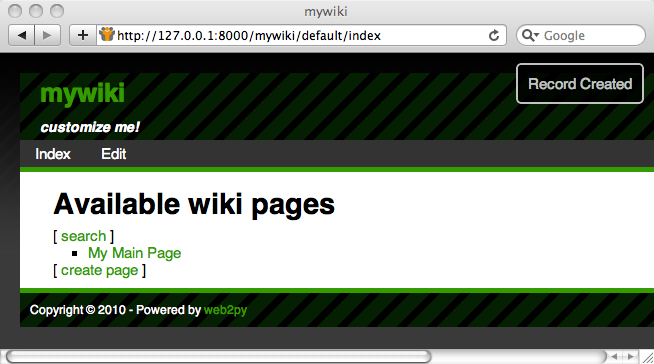 mywiki
http://127.0.0.1:8000/mywiki/default/index
Google
mywiki
Record Created
customize me!
Index Edit
Available wiki pages
[ search ]
My Main Page
[ create page ]
Copyright © 2010 - Powered by web2py